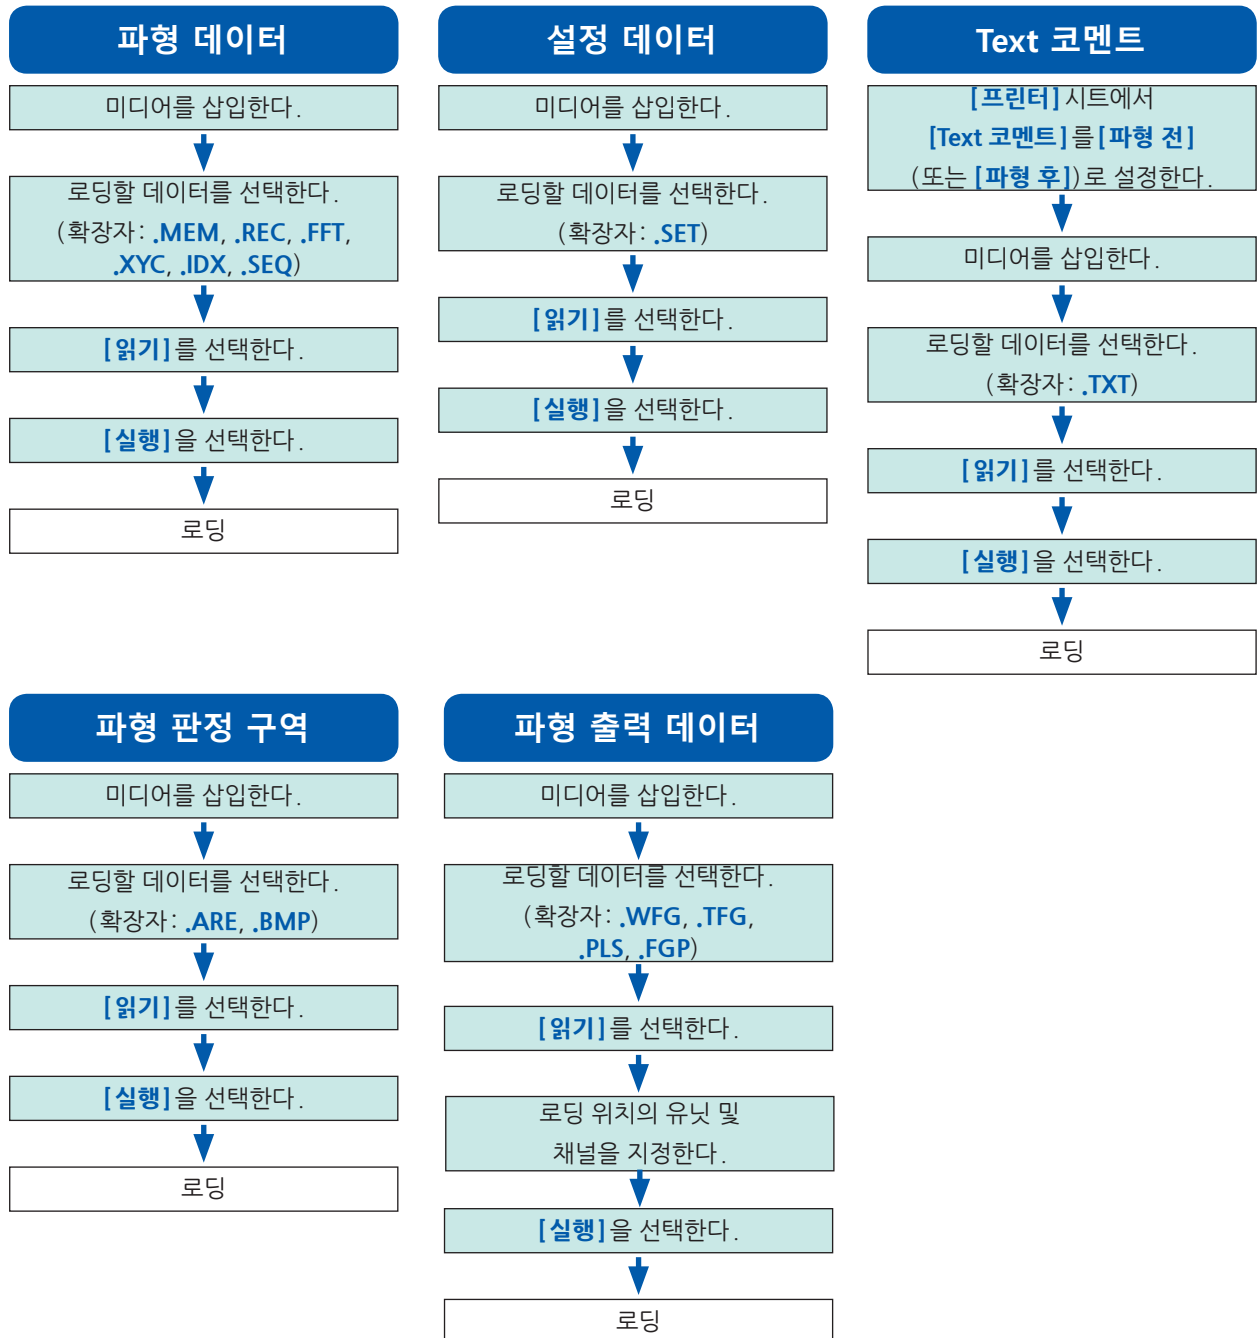 파형 데이터
미디어를 삽입한다.
로딩할 데이터를 선택한다.
(확장자: .MEM, .REC, .FFT,
.XYC, .IDX, .SEQ)
[읽기]를 선택한다.
[실행]을 선택한다.
로딩
설정 데이터
미디어를 삽입한다.
로딩할 데이터를 선택한다.
(확장자: .SET)
[읽기]를 선택한다.
[실행]을 선택한다.
로딩
Text 코멘트
[프린터]시트에서
[Text 코멘트]를[파형 전]
(또는 [파형 후])로 설정한다.
미디어를 삽입한다.
로딩할 데이터를 선택한다.
(확장자: .TXT)
[읽기]를 선택한다.
[실행]을 선택한다.
로딩
파형 판정 구역
미디어를 삽입한다.
로딩할 데이터를 선택한다.
(확장자: .ARE, .BMP)
[읽기]를 선택한다.
[실행]을 선택한다.
로딩
파형 출력 데이터
미디어를 삽입한다.
로딩할 데이터를 선택한다.
(확장자: .WFG, .TFG,
.PLS, .FGP)
[읽기]를 선택한다.
로딩 위치의 유닛 및
채널을 지정한다.
[실행]을 선택한다.
로딩